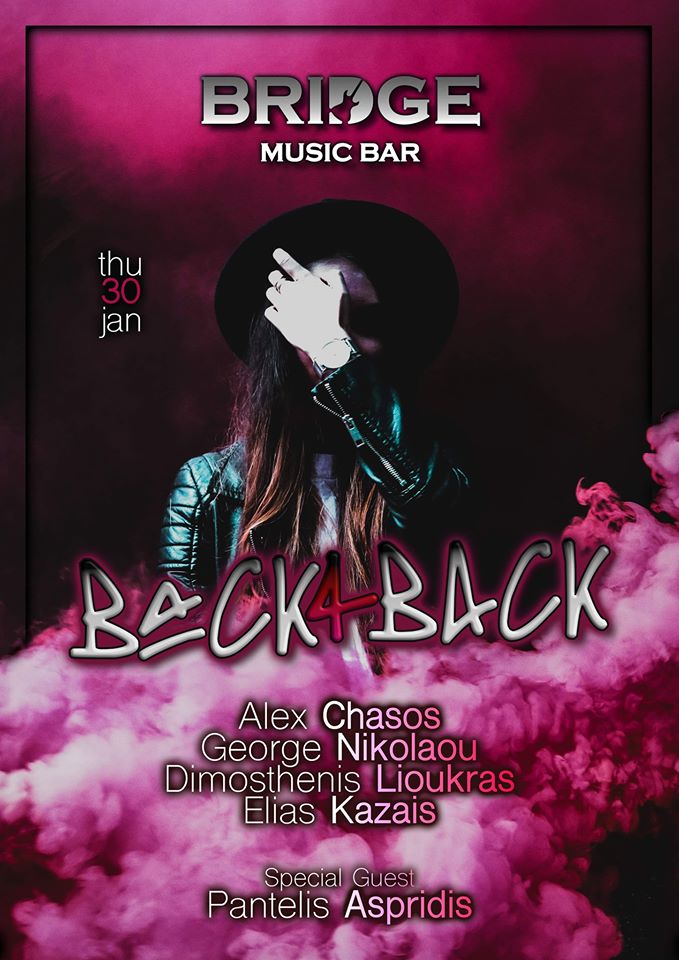 BRIDGE
MUSIC BAR
thu
30
jan
BACK4BACK
Alex Chasos
George Nikolaou
Dimosthenis Lioukras
Elias Kazais
Special Guest
Pantelis Aspridis